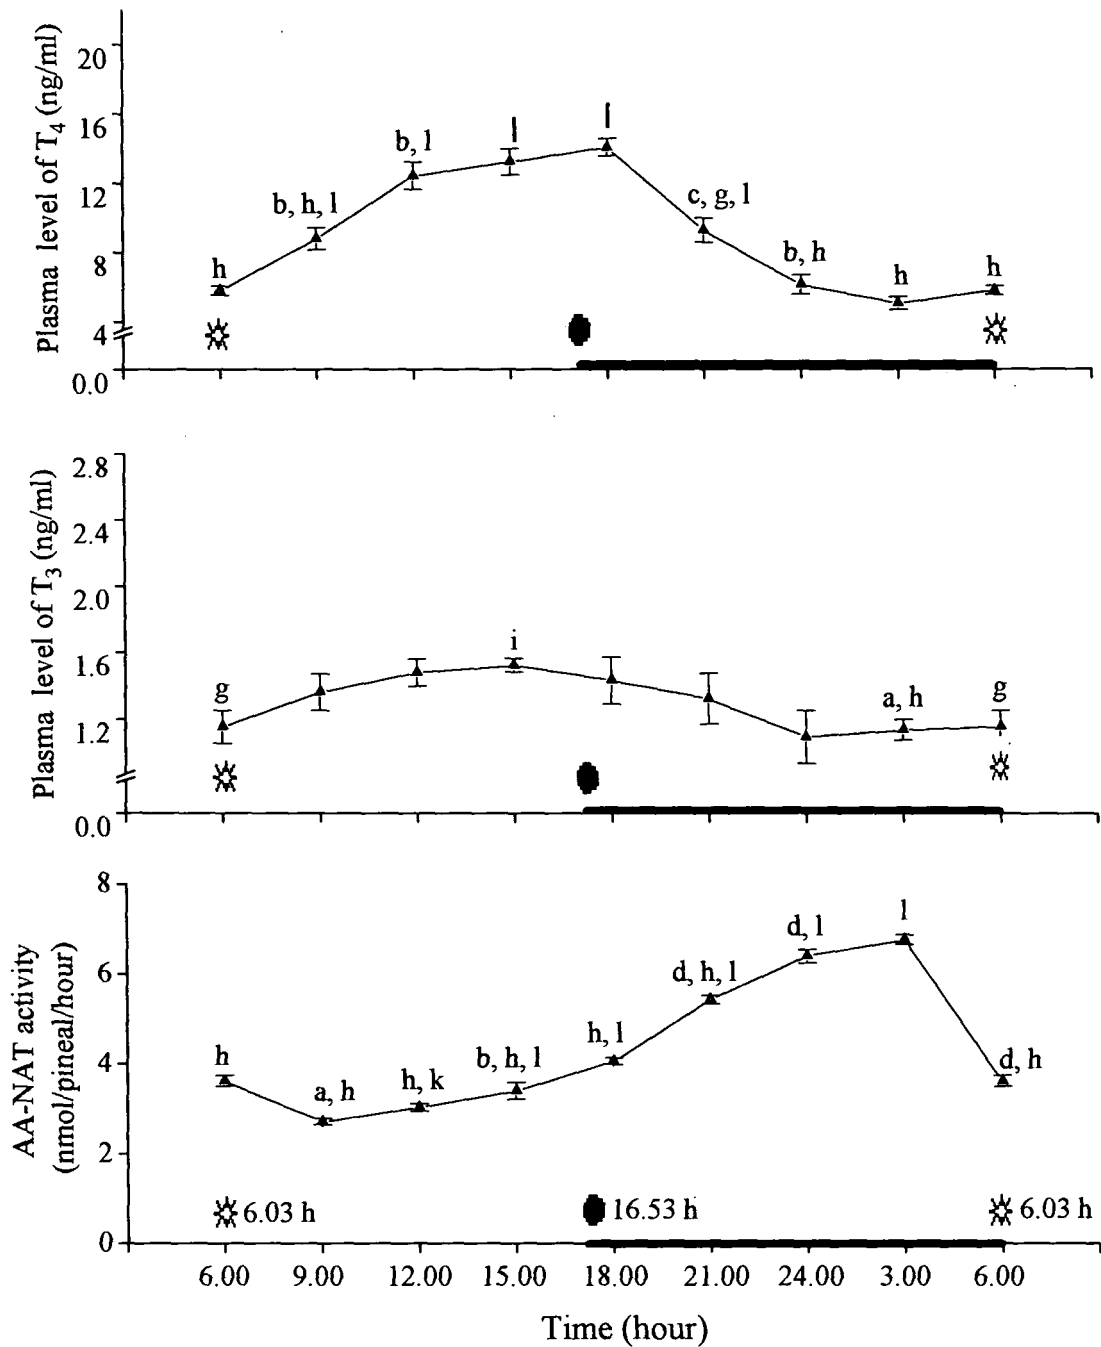 Plasma level of T4 (ng/ml)
20
16
12
8
4
0.0
h
b, h, l
b, l
l
l
c, g, l
b, h
h
h
Plasma level of T3 (ng/ml)
2.8
2.4
2.0
1.6
1.2
0.0
g
i
a, h
g
AA-NAT activity
(nmol/pineal/hour)
8
6
4
2
0
h
a, h
h, k
b, h, l
h, l
d, h, l
d, l
l
d, h
6.03 h
16.53 h
6.03 h
6.00 9.00 12.00 15.00 18.00 21.00 24.00 3.00 6.00
Time (hour)